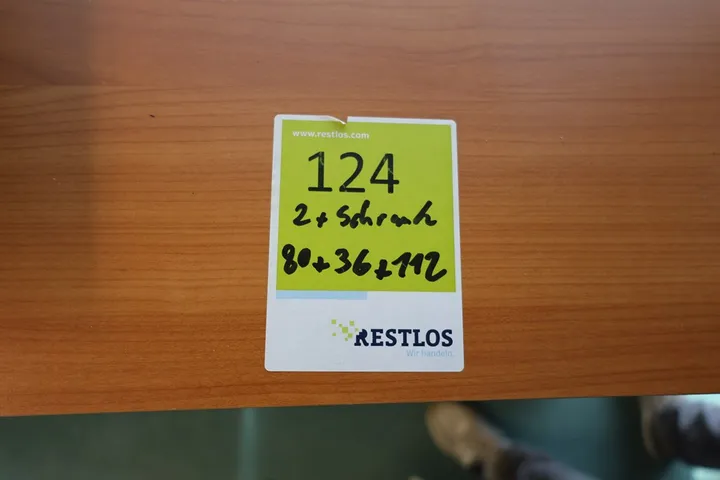 www.restlos.com
124
2+ Schrank
80+36+112
RESTLOS
Wir handeln.